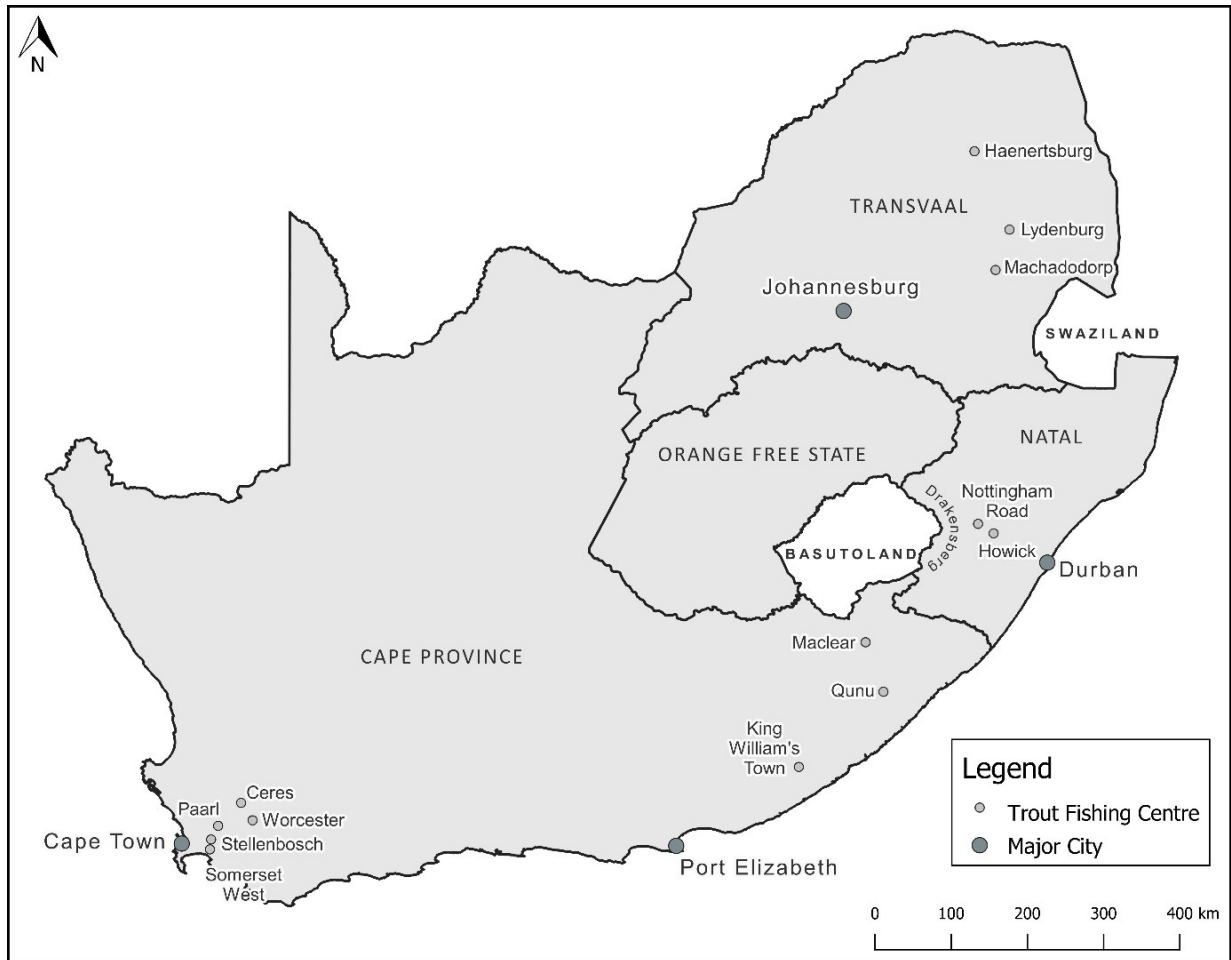 N
Haenertsburg
TRANSVAAL
Lydenburg
Machadodorp
Johannesburg
SWAZILAND
NATAL
ORANGE FREE STATE
Drakensberg
Nottingham
Road
BASUTOLAND
Howick
Durban
Maclear
CAPE PROVINCE
Qunu
King
William's
Town
Ceres
Paarl
Worcester
Cape Town
Stellenbosch
Somerset
West
Port Elizabeth
Legend
Trout Fishing Centre
Major City
0 100 200 300 400 km